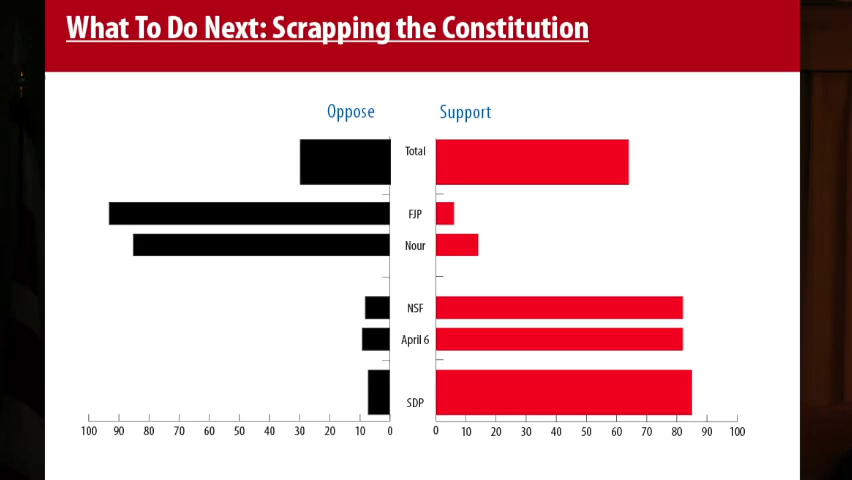 What To Do Next: Scrapping the Constitution
Oppose Support
Total
FJP
Nour
NSF
April 6
SDP
100 90 80 70 60 50 40 30 20 10 0 0 10 20 30 40 50 60 70 80 90 100